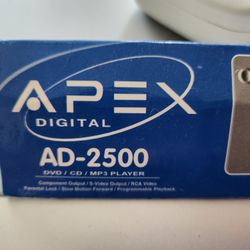 APEX
DIGITAL
AD-2500
DVD / CD / MP3 PLAYER
Component Output / S-Video Output / RCA Video
Parental Lock / Slow Motion Forward / Programmable Playback